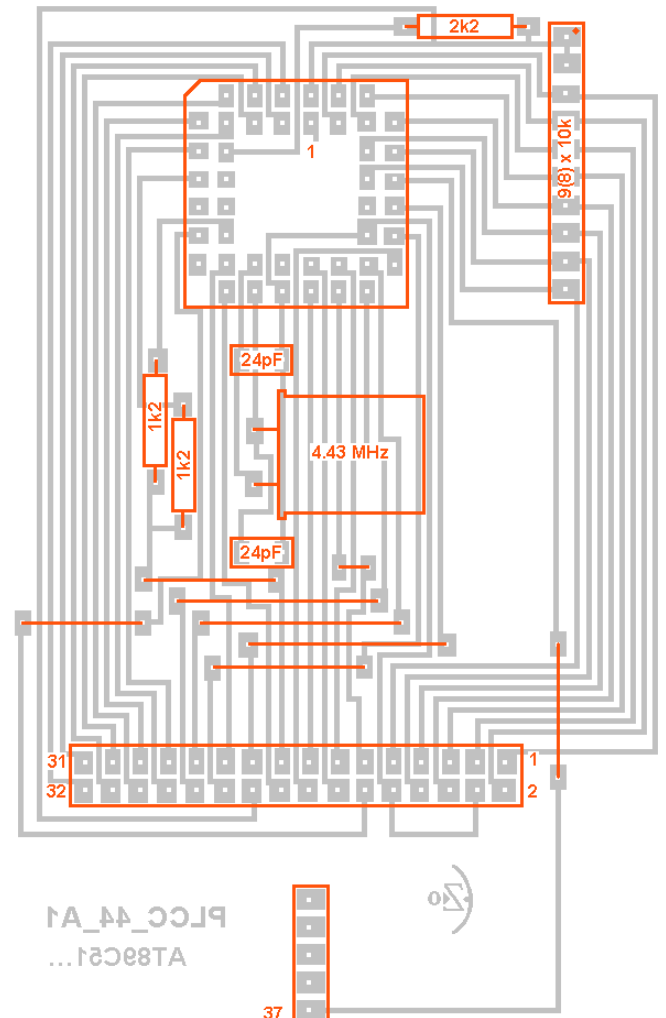 2k2
9(8) x 10k
1
24pF
1k2
1k2
4.43 MHz
24pF
31
1
32
2
Zo
PLCC_44_A1
AT89C51...
37